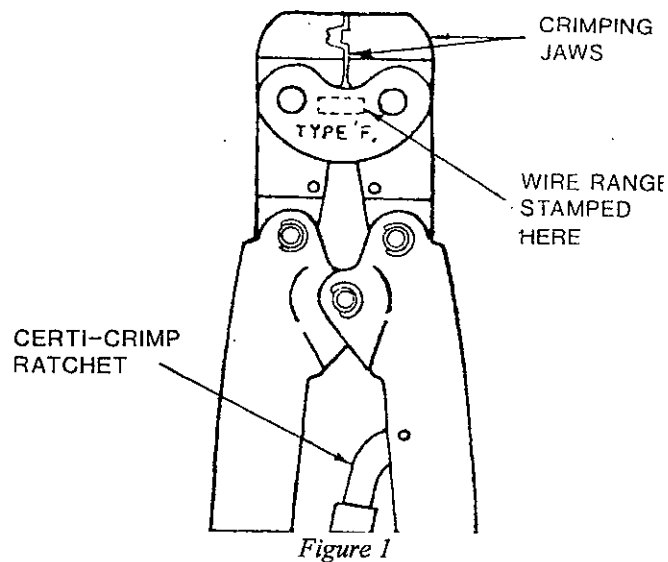 CRIMPING
JAWS
TYPE 'F.
WIRE RANGE
STAMPED
HERE
CERTI-CRIMP
RATCHET
Figure 1